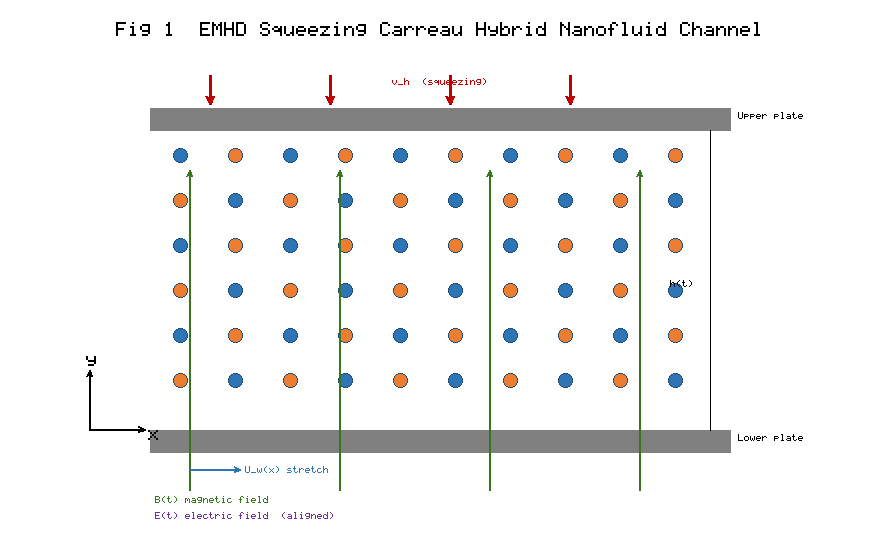 Fig 1  EMHD Squeezing Carreau Hybrid Nanofluid Channel
v_h  (squeezing)
Upper plate
h(t)
y
x
Lower plate
U_w(x) stretch
B(t) magnetic field
E(t) electric field  (aligned)